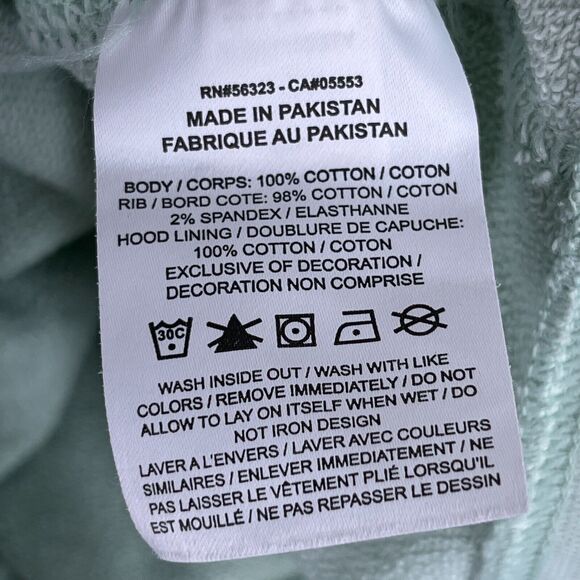 RN#56323 - CA#05553
MADE IN PAKISTAN
FABRIQUE AU PAKISTAN
BODY / CORPS: 100% COTTON / COTON
RIB / BORD COTE: 98% COTTON / COTON
2% SPANDEX / ELASTHANNE
HOOD LINING / DOUBLURE DE CAPUCHE:
100% COTTON / COTON
EXCLUSIVE OF DECORATION /
DECORATION NON COMPRISE
30C
WASH INSIDE OUT / WASH WITH LIKE
COLORS / REMOVE IMMEDIATELY / DO NOT
ALLOW TO LAY ON ITSELF WHEN WET / DO
NOT IRON DESIGN
LAVER A L'ENVERS / LAVER AVEC COULEURS
SIMILAIRES / ENLEVER IMMEDIATEMENT / NE
PAS LAISSER LE VÊTEMENT PLIÉ LORSQU'IL
EST MOUILLÉ / NE PAS REPASSER LE DESSIN